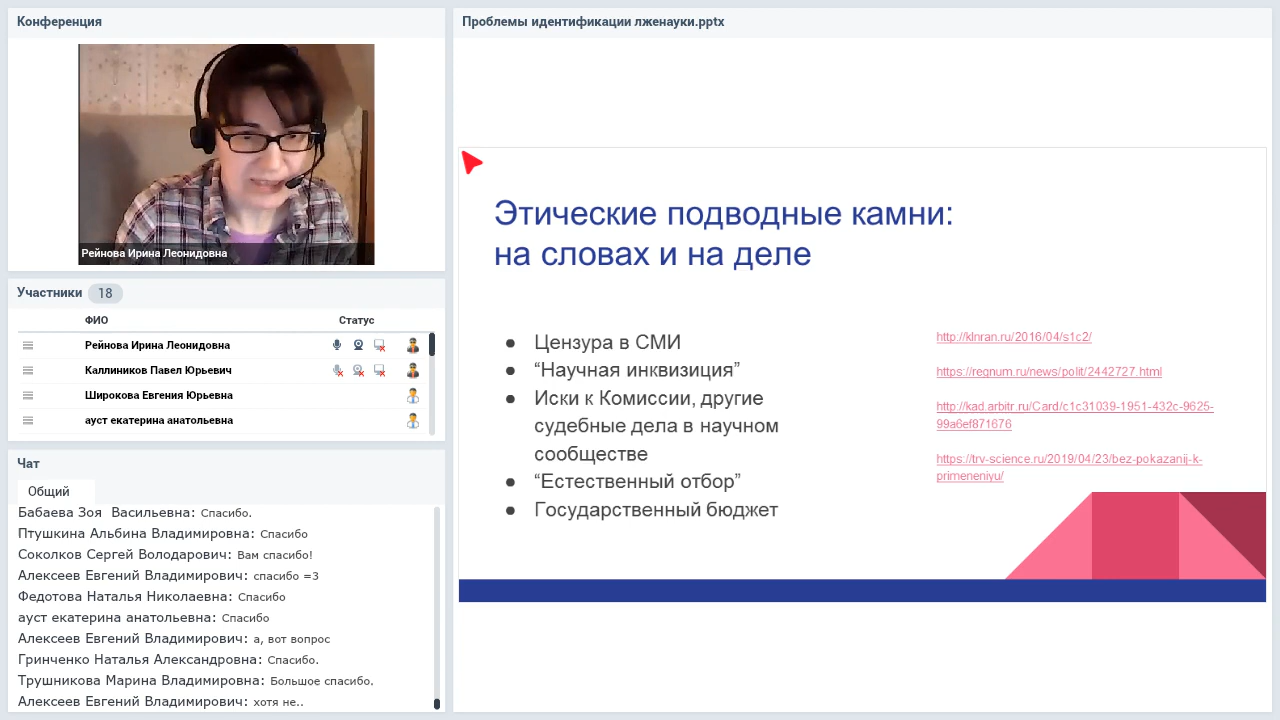 Конференция
Рейнова Ирина Леонидовна
Участники 18
ФИО Статус
Рейнова Ирина Леонидовна
Каллиников Павел Юрьевич
Широкова Евгения Юрьевна
ауст екатерина анатольевна
Чат
Общий
Бабаева Зоя Васильевна: Спасибо.
Птушкина Альбина Владимировна: Спасибо
Соколков Сергей Володарович: Вам спасибо!
Алексеев Евгений Владимирович: спасибо =3
Федотова Наталья Николаевна: Спасибо
ауст екатерина анатольевна: Спасибо
Алексеев Евгений Владимирович: а, вот вопрос
Гринченко Наталья Александровна: Спасибо.
Трушникова Марина Владимировна: Большое спасибо.
Алексеев Евгений Владимирович: хотя не..
Проблемы идентификации лженауки.pptx
Этические подводные камни:
на словах и на деле
● Цензура в СМИ
● “Научная инквизиция”
● Иски к Комиссии, другие
судебные дела в научном
сообществе
● “Естественный отбор”
● Государственный бюджет
http://klnran.ru/2016/04/s1c2/
https://regnum.ru/news/polit/2442727.html
http://kad.arbitr.ru/Card/c1c31039-1951-432c-9625-
99a6ef871676
https://trv-science.ru/2019/04/23/bez-pokazanij-k-
primeneniyu/